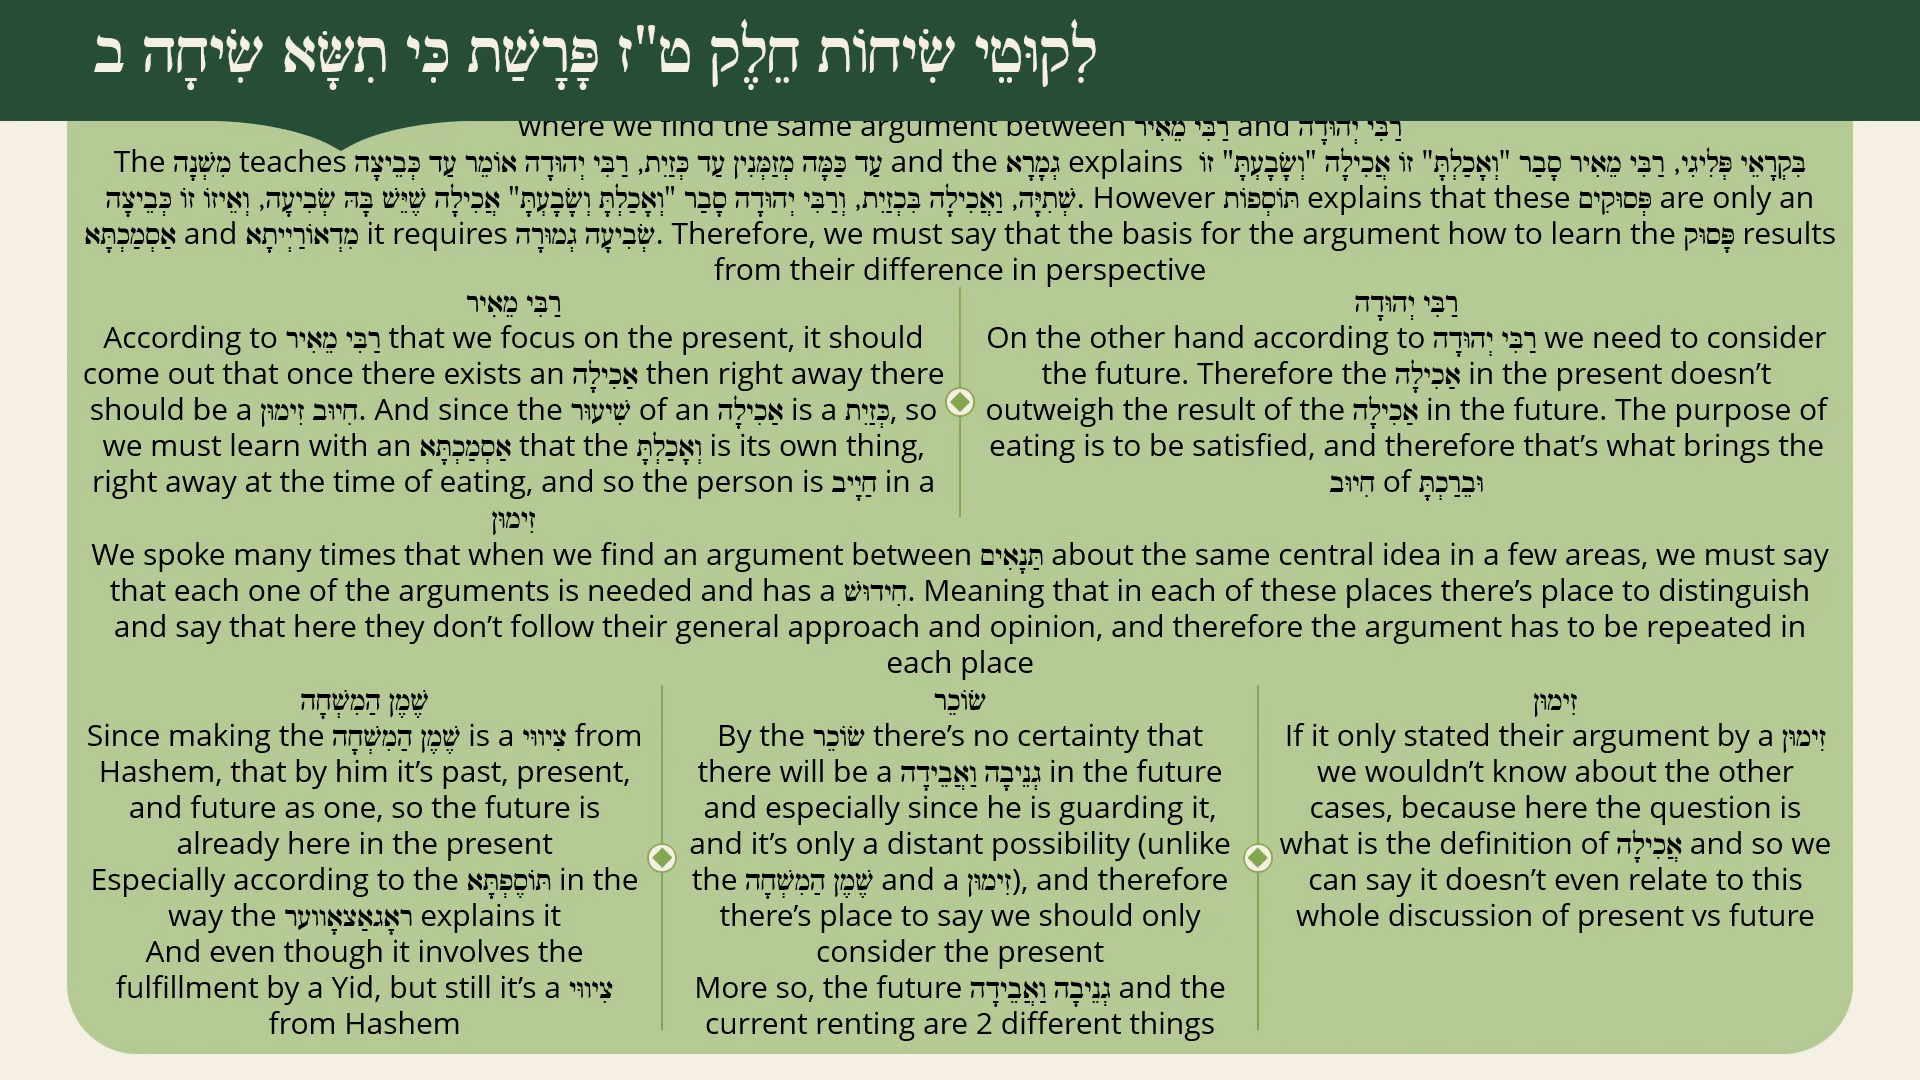 לִקוּטֵי שִׂיחוֹת חֵלֶק ט"ז פָּרָשַׁת כִּי תִשָּׂא שִׂיחָה ב
where we find the same argument between רַבִּי מֵאִיר and רַבִּי יְהוּדָה
The מִשְׁנָה teaches עַד כַּמָּה מְזַמְּנִין עַד כְּזַיִת, רַבִּי יְהוּדָה אוֹמֵר עַד כְּבֵיצָה and the גְמָרָא explains בִּקְרָאֵי פְּלִיגִי, רַבִּי מֵאִיר סָבַר "וְאָכַלְתָּ" זוֹ אֲכִילָה "וְשָׂבָעְתָּ" זוֹ
שְׁתִיָּה, וַאֲכִילָה בִּכְזַיִת, וְרַבִּי יְהוּדָה סָבַר "וְאָכַלְתָּ וְשָׂבָעְתָּ" אֲכִילָה שֶׁיֵּשׁ בָּהּ שְׂבִיעָה, וְאֵיזוֹ זוֹ כְּבֵיצָה. However תּוֹסְפוֹת explains that these פְּסוּקִים are only an
אַסְמַכְתָּא and מִדְאוֹרַיְיתָא it requires שְׂבִיעָה גְמוּרָה. Therefore, we must say that the basis for the argument how to learn the פָּסוּק results
from their difference in perspective
רַבִּי מֵאִיר
According to רַבִּי מֵאִיר that we focus on the present, it should
come out that once there exists an אַכִילָה then right away there
should be a חִיוּב זִימוּן. And since the שִׁיעוּר of an אַכִילָה is a כְּזַיִת, so
we must learn with an אַסְמַכְתָּא that the וְאָכַלְתָּ is its own thing,
right away at the time of eating, and so the person is חַיָיב in a
זִימוּן
רַבִּי יְהוּדָה
On the other hand according to רַבִּי יְהוּדָה we need to consider
the future. Therefore the אַכִילָה in the present doesn’t
outweigh the result of the אַכִילָה in the future. The purpose of
eating is to be satisfied, and therefore that’s what brings the
חִיוּב of וּבֵרַכְתָּ
We spoke many times that when we find an argument between תַּנָאִים about the same central idea in a few areas, we must say
that each one of the arguments is needed and has a חִידוּשׁ. Meaning that in each of these places there’s place to distinguish
and say that here they don’t follow their general approach and opinion, and therefore the argument has to be repeated in
each place
שֶׁמֶן הַמִשְׁחָה
Since making the שֶׁמֶן הַמִשְׁחָה is a צִיוּוּי from
Hashem, that by him it’s past, present,
and future as one, so the future is
already here in the present
Especially according to the תּוֹסֶפְתָּא in the
way the ראָגאַצאָווער explains it
And even though it involves the
fulfillment by a Yid, but still it’s a צִיוּוּי
from Hashem
שׂוֹכֵר
By the שׂוֹכֵר there’s no certainty that
there will be a גְנֵיבָה וַאֲבֵידָה in the future
and especially since he is guarding it,
and it’s only a distant possibility (unlike
the שֶׁמֶן הַמִשְׁחָה and a זִימוּן), and therefore
there’s place to say we should only
consider the present
More so, the future גְנֵיבָה וַאֲבֵידָה and the
current renting are 2 different things
זִימוּן
If it only stated their argument by a זִימוּן
we wouldn’t know about the other
cases, because here the question is
what is the definition of אֲכִילָה and so we
can say it doesn’t even relate to this
whole discussion of present vs future